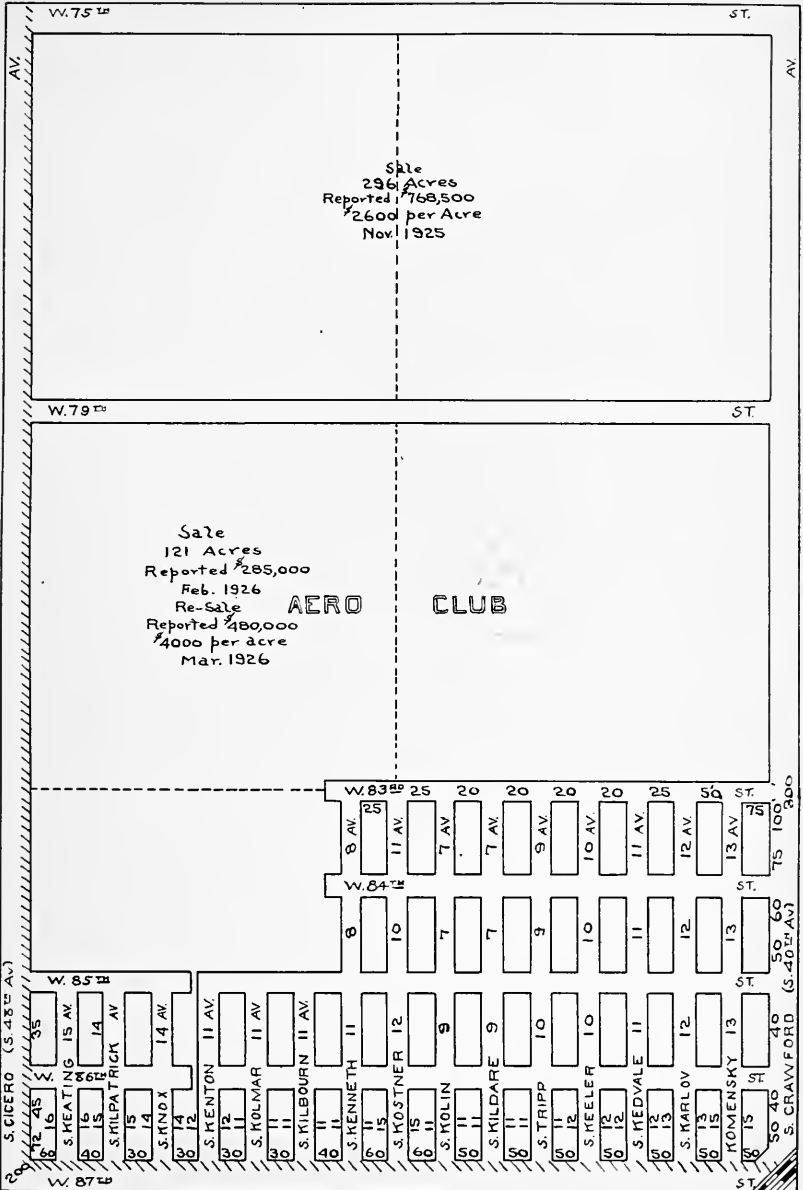 W. 75TH ST.
AV. AV.
Sale
296 Acres
Reported $768,500
$2600 per Acre
Nov. 1925
W. 79TH ST.
Sale
121 Acres
Reported $285,000
Feb. 1926
Re-Sale
Reported $480,000
$4000 per acre
Mar. 1926
AERO CLUB
W. 83RD 25 20 20 20 20 25 50 ST.
25 75 100 300
8 AV. 11 AV. 7 AV. 7 AV. 9 AV. 10 AV. 11 AV. 12 AV. 13 AV. 75
W. 84TH ST.
8 10 7 7 9 10 11 12 13 50 60
W. 85TH ST.
35 15 AV. 14 AV 14 AV. 11 AV. 11 AV. 11 AV. 11 12 9 9 10 10 11 12 13 40
W. 86TH ST
S. CICERO (S. 48TH AV)
S. KEATING
S. KILPATRICK
S. KNOX
S. KENTON
S. KOLMAR
S. KILBOURN
S. KENNETH
S. KOSTNER
S. KOLIN
S. KILDARE
S. TRIPP
S. KEELER
S. KEDVALE
S. KARLOV
KOMENSKY
S. CRAWFORD (S. 40TH AV)
45 16 16 15 15 14 14 12 12 11 11 11 11 11 11 11 11 15 15 11 11 11 11 11 11 12 12 12 12 13 13 15 15 40
72 60 40 30 30 30 30 40 60 60 50 50 50 50 50 50 50 50
200 W. 87TH ST.